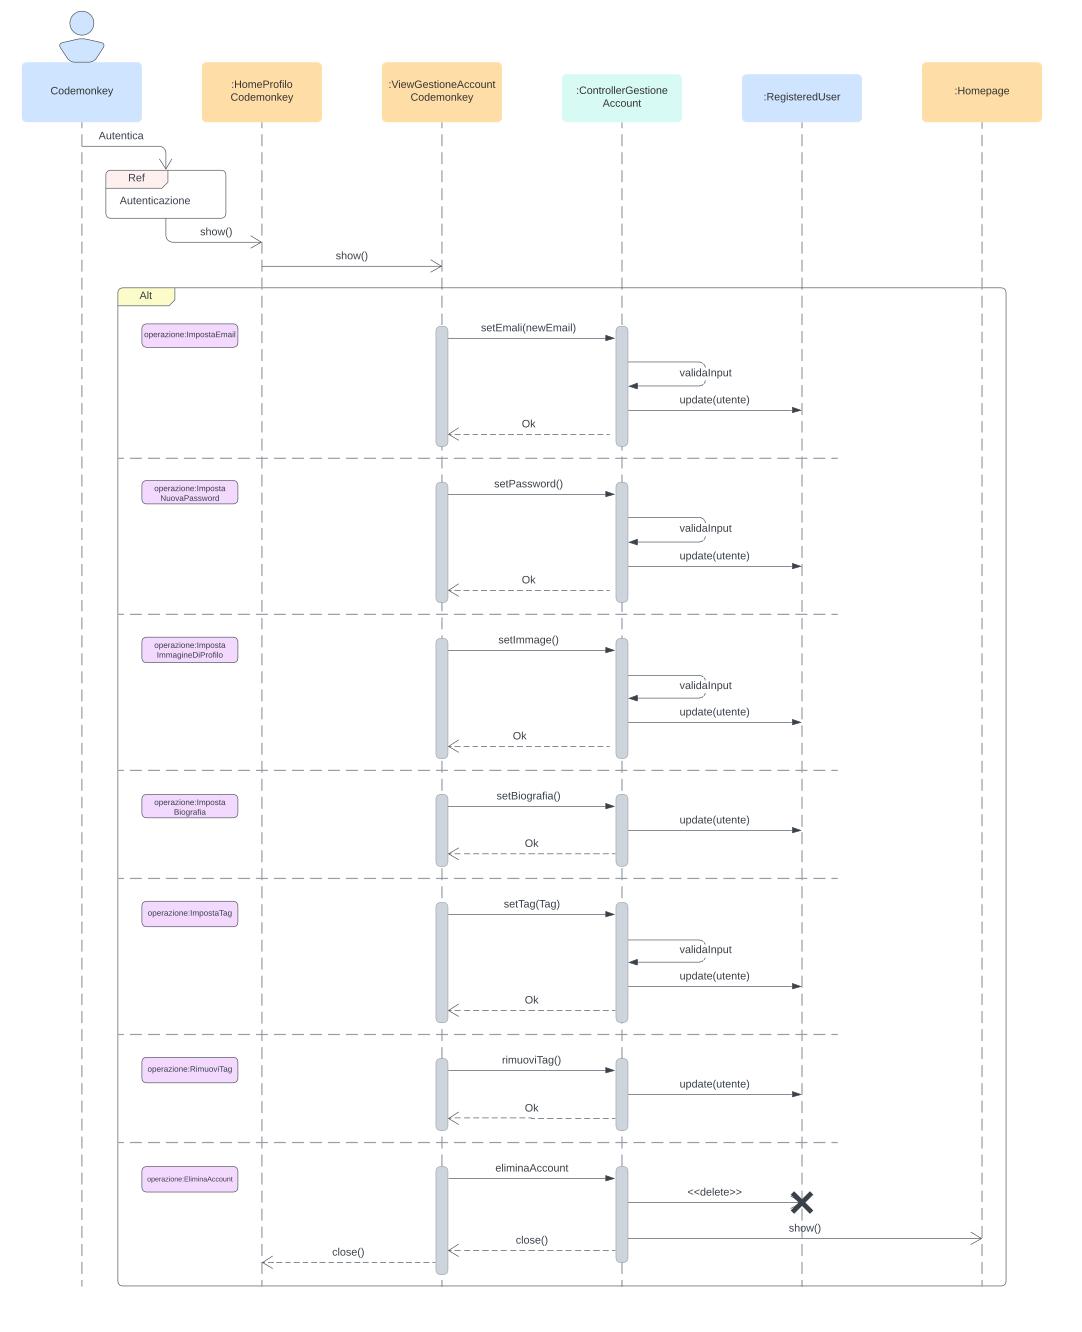 Codemonkey
:HomeProfilo
Codemonkey
:ViewGestioneAccount
Codemonkey
:ControllerGestione
Account
:RegisteredUser
:Homepage
Autentica
Ref
Autenticazione
show()
show()
Alt
operazione:ImpostaEmail
setEmali(newEmail)
validaInput
update(utente)
Ok
operazione:Imposta
NuovaPassword
setPassword()
validaInput
update(utente)
Ok
operazione:Imposta
ImmagineDiProfilo
setImmage()
validaInput
update(utente)
Ok
operazione:Imposta
Biografia
setBiografia()
update(utente)
Ok
operazione:ImpostaTag
setTag(Tag)
validaInput
update(utente)
Ok
operazione:RimuoviTag
rimuoviTag()
update(utente)
Ok
operazione:EliminaAccount
eliminaAccount
<<delete>>
show()
close()
close()